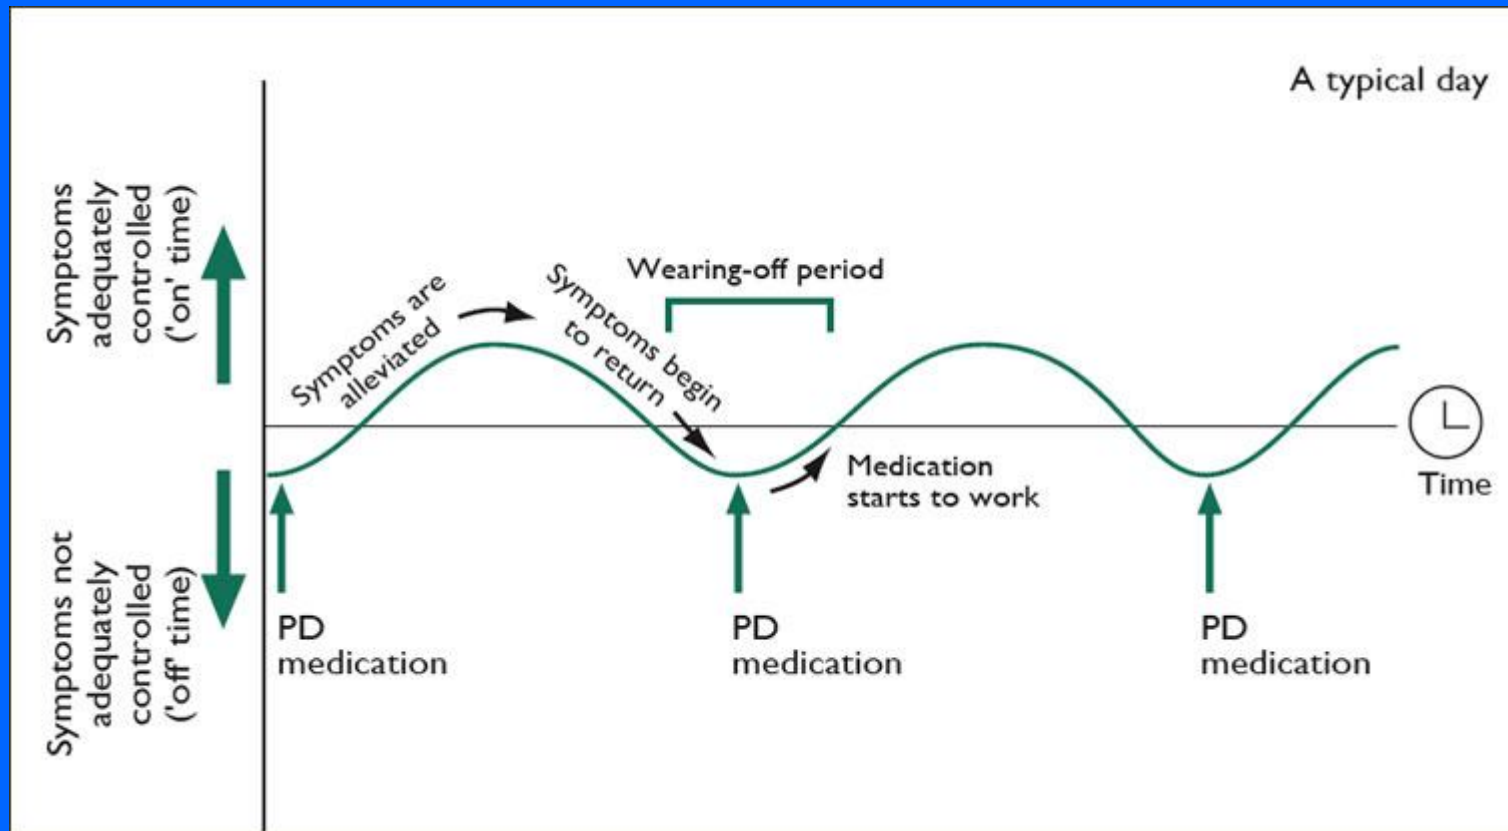 A typical day
Symptoms
adequately
controlled
('on' time)
Symptoms not
adequately
controlled
('off' time)
Symptoms are
alleviated
Symptoms begin
to return
Wearing-off period
Medication
starts to work
Time
PD
medication
PD
medication
PD
medication